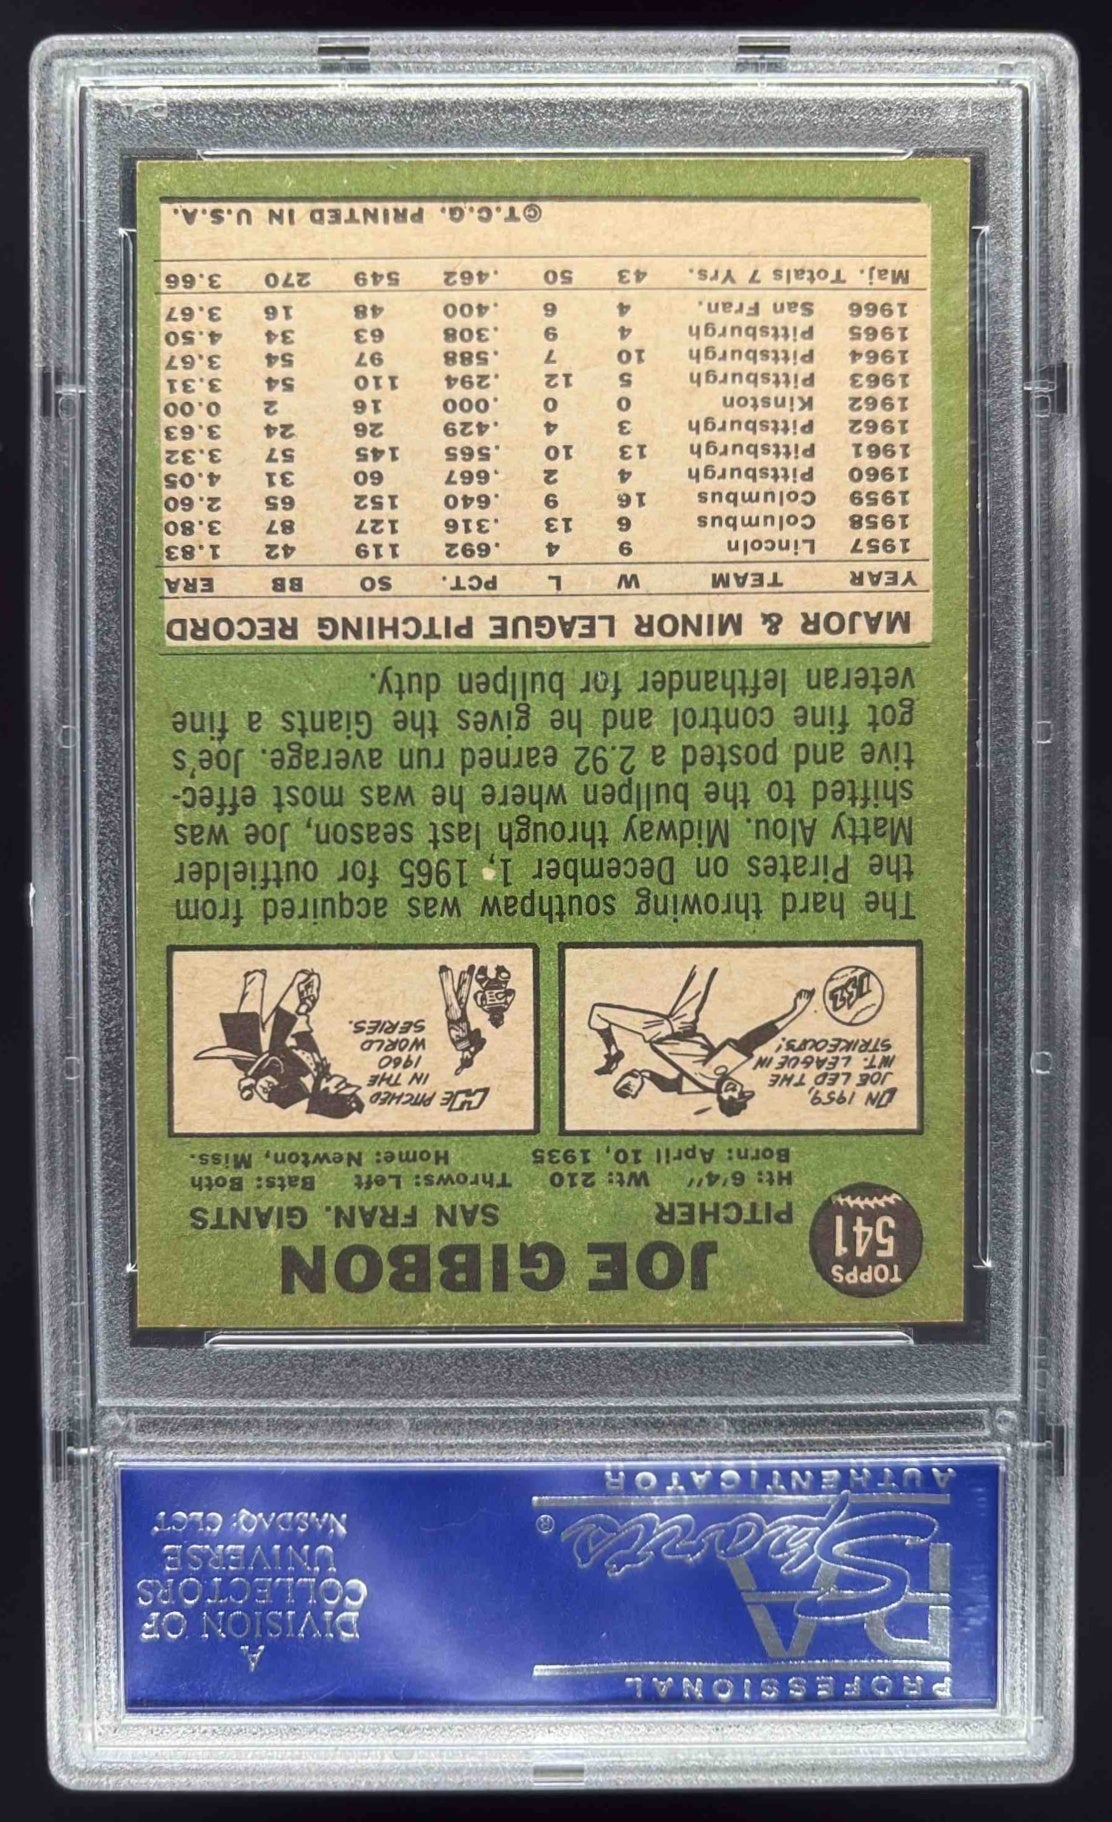 TOPPS
541
JOE GIBBON
PITCHER SAN FRAN. GIANTS
Ht: 6'4" Wt: 210 Throws: Left Bats: Both
Born: April 10, 1935 Home: Newton, Miss.
IN 1959,
JOE LED THE
INT. LEAGUE IN
STRIKEOUTS!
152
HE PITCHED
IN THE
1960
WORLD
SERIES.
The hard throwing southpaw was acquired from
the Pirates on December 1, 1965 for outfielder
Matty Alou. Midway through last season, Joe was
shifted to the bullpen where he was most effec-
tive and posted a 2.92 earned run average. Joe's
got fine control and he gives the Giants a fine
veteran lefthander for bullpen duty.
MAJOR & MINOR LEAGUE PITCHING RECORD
YEAR TEAM W L PCT. SO BB ERA
1957 Lincoln 9 4 .692 119 42 1.83
1958 Columbus 6 13 .316 127 87 3.80
1959 Columbus 16 9 .640 152 65 2.60
1960 Pittsburgh 4 2 .667 60 31 4.05
1961 Pittsburgh 13 10 .565 145 57 3.32
1962 Pittsburgh 3 4 .429 26 24 3.63
1962 Kinston 0 0 .000 16 2 0.00
1963 Pittsburgh 5 12 .294 110 54 3.31
1964 Pittsburgh 10 7 .588 97 54 3.67
1965 Pittsburgh 4 9 .308 63 34 4.50
1966 San Fran. 4 6 .400 48 16 3.67
Maj. Totals 7 Yrs. 43 50 .462 549 270 3.66
©T.C.G. PRINTED IN U.S.A.
PROFESSIONAL
PSA
Sports®
AUTHENTICATOR
A
DIVISION OF
COLLECTORS
UNIVERSE
NASDAQ: CLCT